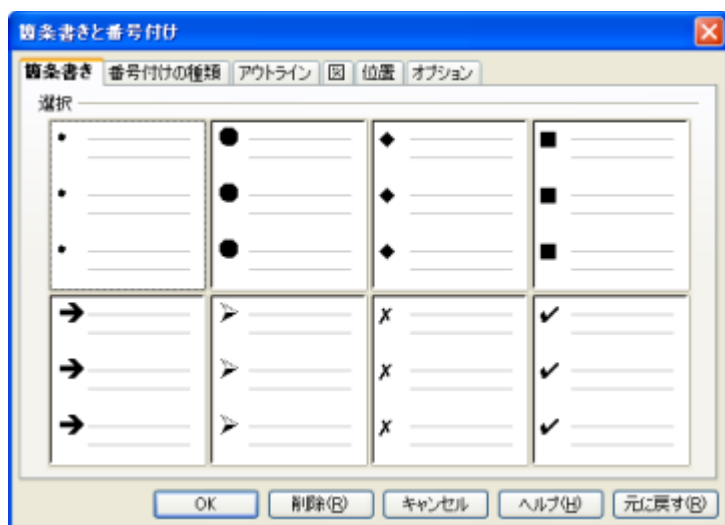 箇条書きと番号付け
箇条書き 番号付けの種類 アウトライン 図 位置 オプション
選択
OK 削除(R) キャンセル ヘルプ(H) 元に戻す(R)